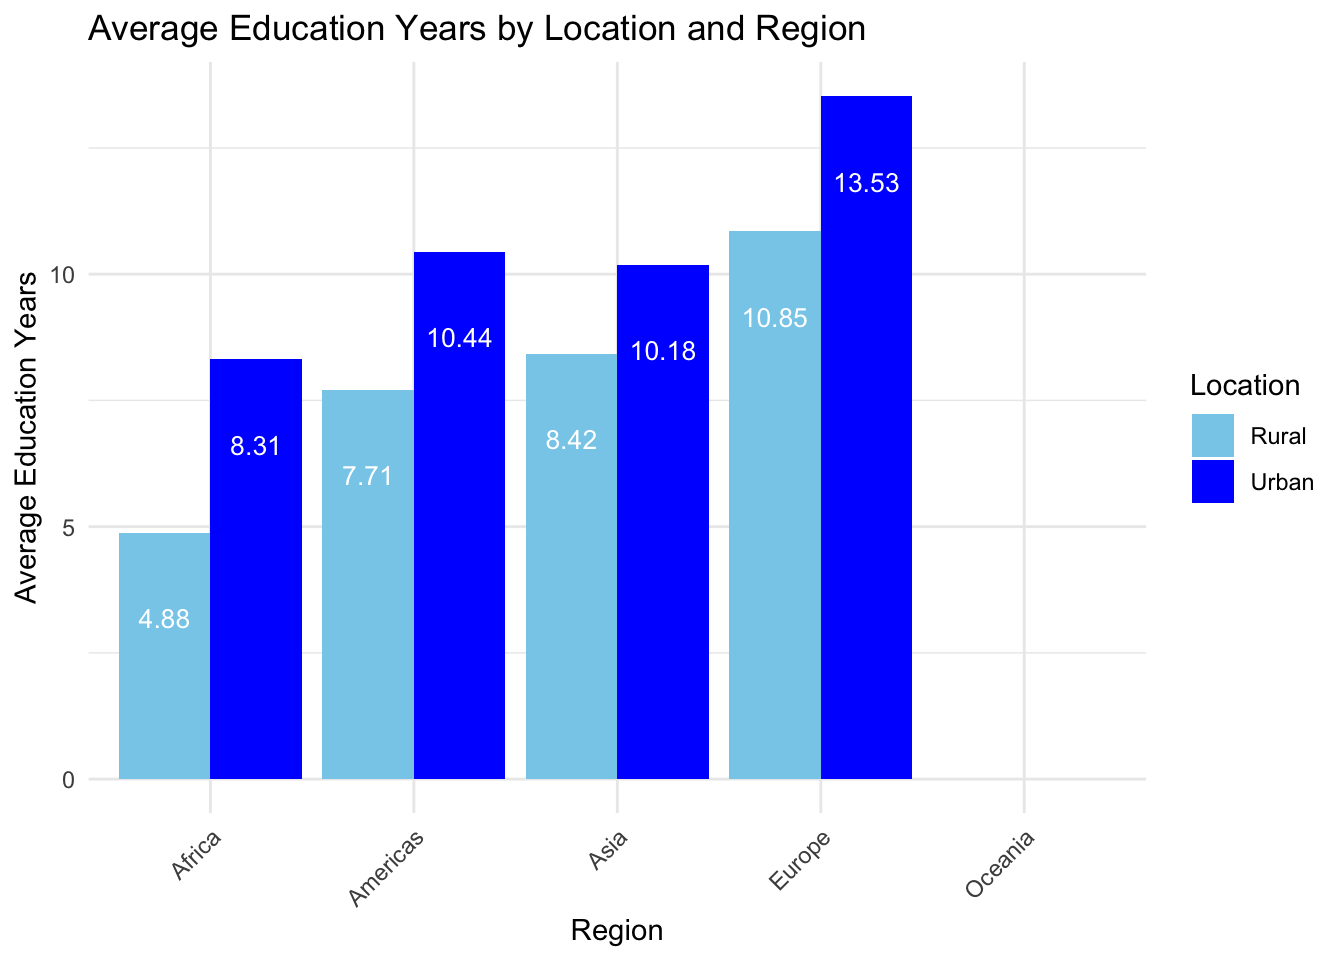 Average Education Years by Location and Region
Average Education Years
10
5
0
4.88
8.31
7.71
10.44
8.42
10.18
10.85
13.53
Africa
Americas
Asia
Europe
Oceania
Region
Location
Rural
Urban